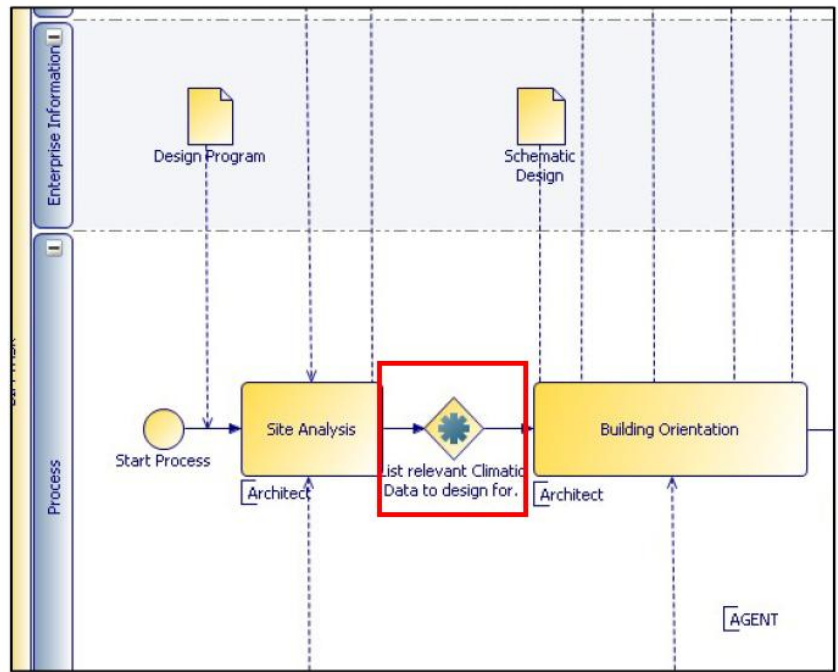 Enterprise Information
Design Program
Schematic
Design
Process
Start Process
Site Analysis
Architect
List relevant Climatic
Data to design for.
Building Orientation
Architect
AGENT